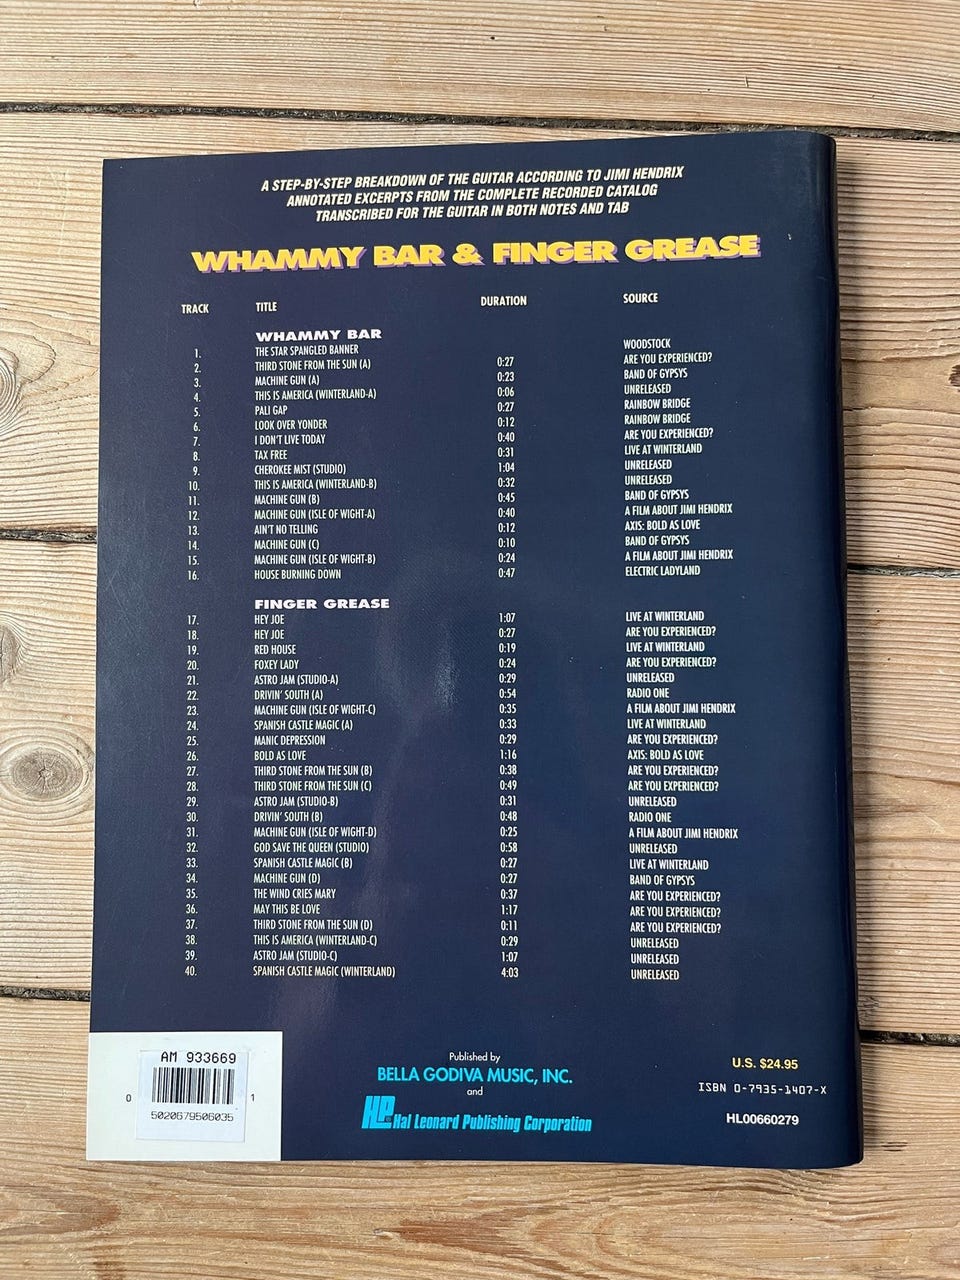 A STEP-BY-STEP BREAKDOWN OF THE GUITAR ACCORDING TO JIMI HENDRIX
ANNOTATED EXCERPTS FROM THE COMPLETE RECORDED CATALOG
TRANSCRIBED FOR THE GUITAR IN BOTH NOTES AND TAB
WHAMMY BAR & FINGER GREASE
TRACK TITLE DURATION SOURCE
WHAMMY BAR
1. THE STAR SPANGLED BANNER WOODSTOCK
2. THIRD STONE FROM THE SUN (A) 0:27 ARE YOU EXPERIENCED?
3. MACHINE GUN (A) 0:23 BAND OF GYPSYS
4. THIS IS AMERICA (WINTERLAND-A) 0:06 UNRELEASED
5. PALI GAP 0:27 RAINBOW BRIDGE
6. LOOK OVER YONDER 0:12 RAINBOW BRIDGE
7. I DON'T LIVE TODAY 0:40 ARE YOU EXPERIENCED?
8. TAX FREE 0:31 LIVE AT WINTERLAND
9. CHEROKEE MIST (STUDIO) 1:04 UNRELEASED
10. THIS IS AMERICA (WINTERLAND-B) 0:32 UNRELEASED
11. MACHINE GUN (B) 0:45 BAND OF GYPSYS
12. MACHINE GUN (ISLE OF WIGHT-A) 0:40 A FILM ABOUT JIMI HENDRIX
13. AIN'T NO TELLING 0:12 AXIS: BOLD AS LOVE
14. MACHINE GUN (C) 0:10 BAND OF GYPSYS
15. MACHINE GUN (ISLE OF WIGHT-B) 0:24 A FILM ABOUT JIMI HENDRIX
16. HOUSE BURNING DOWN 0:47 ELECTRIC LADYLAND
FINGER GREASE
17. HEY JOE 1:07 LIVE AT WINTERLAND
18. HEY JOE 0:27 ARE YOU EXPERIENCED?
19. RED HOUSE 0:19 LIVE AT WINTERLAND
20. FOXEY LADY 0:24 ARE YOU EXPERIENCED?
21. ASTRO JAM (STUDIO-A) 0:29 UNRELEASED
22. DRIVIN' SOUTH (A) 0:54 RADIO ONE
23. MACHINE GUN (ISLE OF WIGHT-C) 0:35 A FILM ABOUT JIMI HENDRIX
24. SPANISH CASTLE MAGIC (A) 0:33 LIVE AT WINTERLAND
25. MANIC DEPRESSION 0:29 ARE YOU EXPERIENCED?
26. BOLD AS LOVE 1:16 AXIS: BOLD AS LOVE
27. THIRD STONE FROM THE SUN (B) 0:38 ARE YOU EXPERIENCED?
28. THIRD STONE FROM THE SUN (C) 0:49 ARE YOU EXPERIENCED?
29. ASTRO JAM (STUDIO-B) 0:31 UNRELEASED
30. DRIVIN' SOUTH (B) 0:48 RADIO ONE
31. MACHINE GUN (ISLE OF WIGHT-D) 0:25 A FILM ABOUT JIMI HENDRIX
32. GOD SAVE THE QUEEN (STUDIO) 0:58 UNRELEASED
33. SPANISH CASTLE MAGIC (B) 0:27 LIVE AT WINTERLAND
34. MACHINE GUN (D) 0:27 BAND OF GYPSYS
35. THE WIND CRIES MARY 0:37 ARE YOU EXPERIENCED?
36. MAY THIS BE LOVE 1:17 ARE YOU EXPERIENCED?
37. THIRD STONE FROM THE SUN (D) 0:11 ARE YOU EXPERIENCED?
38. THIS IS AMERICA (WINTERLAND-C) 0:29 UNRELEASED
39. ASTRO JAM (STUDIO-C) 1:07 UNRELEASED
40. SPANISH CASTLE MAGIC (WINTERLAND) 4:03 UNRELEASED
AM 933669
0 1
5020679506035
Published by
BELLA GODIVA MUSIC, INC.
and
HLP Hal Leonard Publishing Corporation
U.S. $24.95
ISBN 0-7935-1407-X
HL00660279